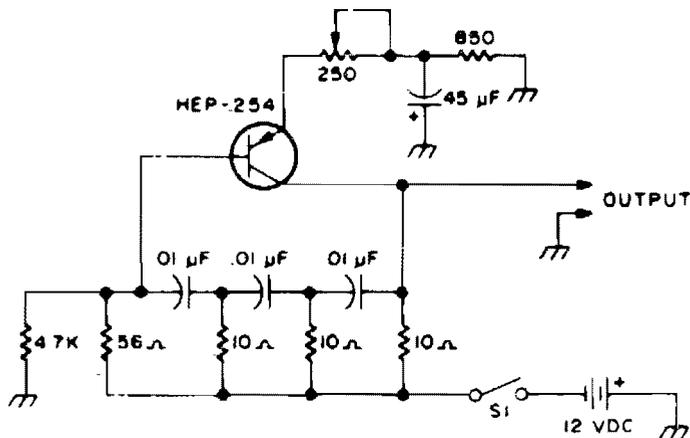 850
250
HEP-254
45 µF
+
OUTPUT
.01 µF .01 µF .01 µF
4.7K 56Ω 10Ω 10Ω 10Ω
S1
+
12 VDC